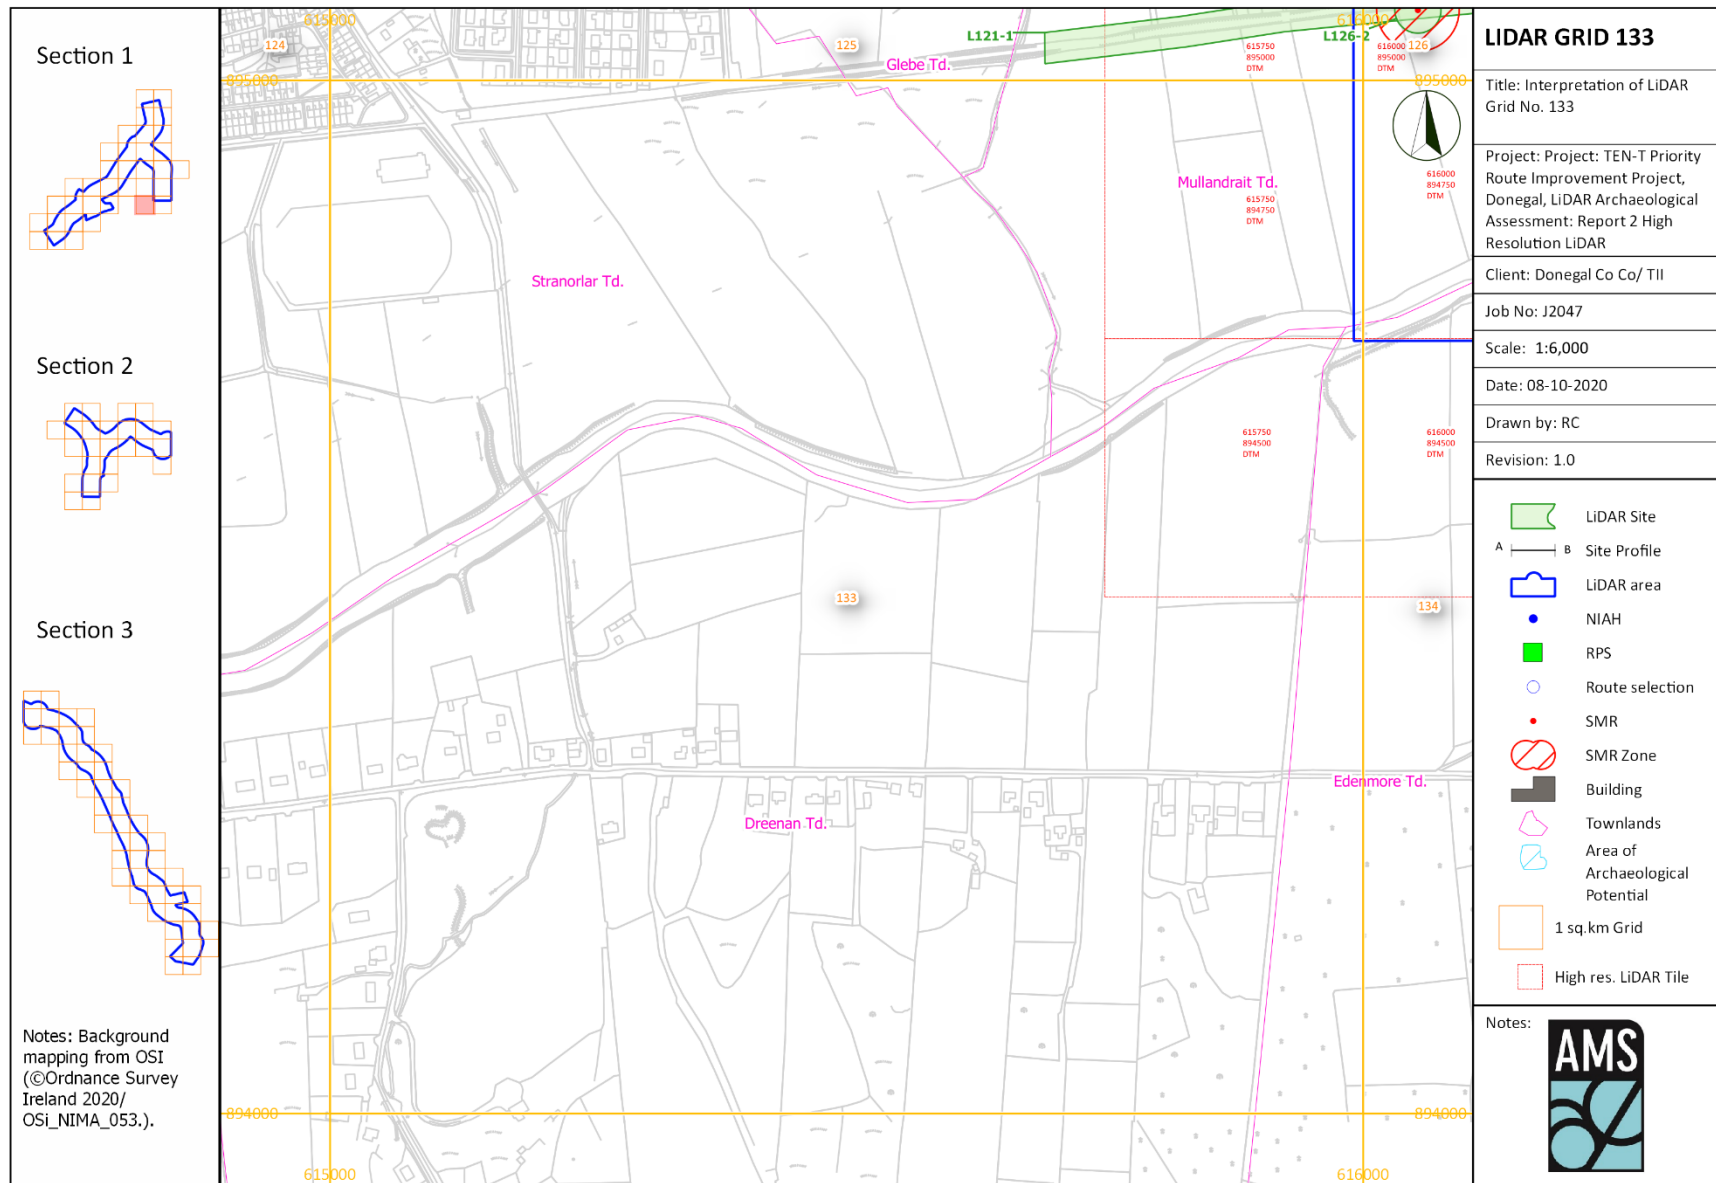 Section 1
Section 2
Section 3
Notes: Background
mapping from OSI
(©Ordnance Survey
Ireland 2020/
OSi_NIMA_053.).
615000
616000
124
125
L121-1
L126-2
126
615750
895000
DTM
616000
895000
DTM
Glebe Td.
895000
895000
Mullandrait Td.
615750
894750
DTM
616000
894750
DTM
Stranorlar Td.
615750
894500
DTM
616000
894500
DTM
133
134
Edenmore Td.
Dreenan Td.
894000
894000
615000
616000
LIDAR GRID 133
Title: Interpretation of LiDAR
Grid No. 133
Project: Project: TEN-T Priority
Route Improvement Project,
Donegal, LiDAR Archaeological
Assessment: Report 2 High
Resolution LiDAR
Client: Donegal Co Co/ TII
Job No: J2047
Scale: 1:6,000
Date: 08-10-2020
Drawn by: RC
Revision: 1.0
LiDAR Site
A B Site Profile
LiDAR area
NIAH
RPS
Route selection
SMR
SMR Zone
Building
Townlands
Area of
Archaeological
Potential
1 sq.km Grid
High res. LiDAR Tile
Notes:
AMS